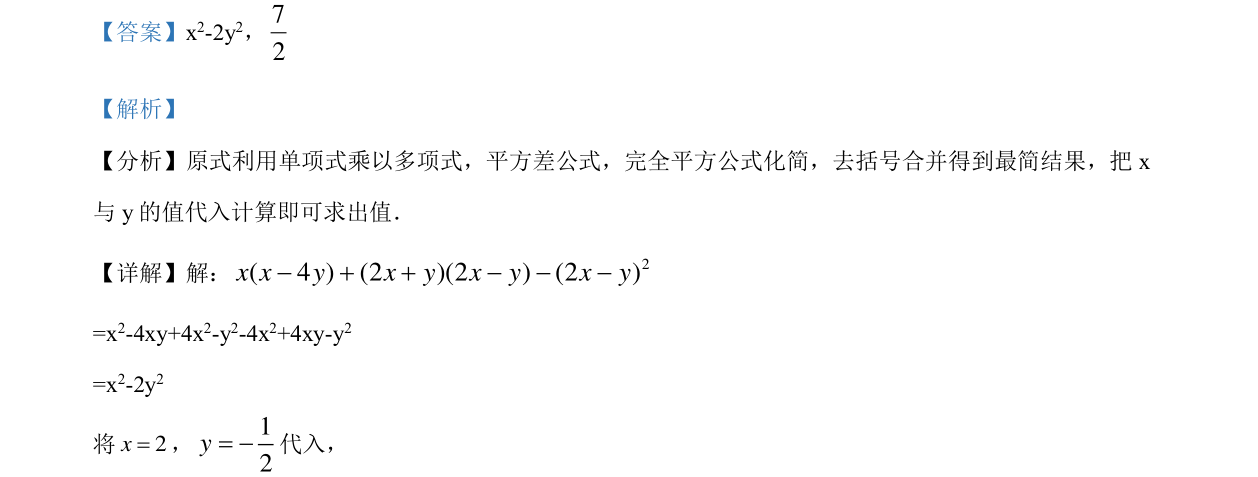 【答案】x²-2y²，7/2
【解析】
【分析】原式利用单项式乘以多项式，平方差公式，完全平方公式化简，去括号合并得到最简结果，把 x
与 y 的值代入计算即可求出值．
【详解】解：x(x－4y)＋(2x＋y)(2x－y)－(2x－y)²
=x²-4xy+4x²-y²-4x²+4xy-y²
=x²-2y²
将 x=2，y=－1/2 代入，